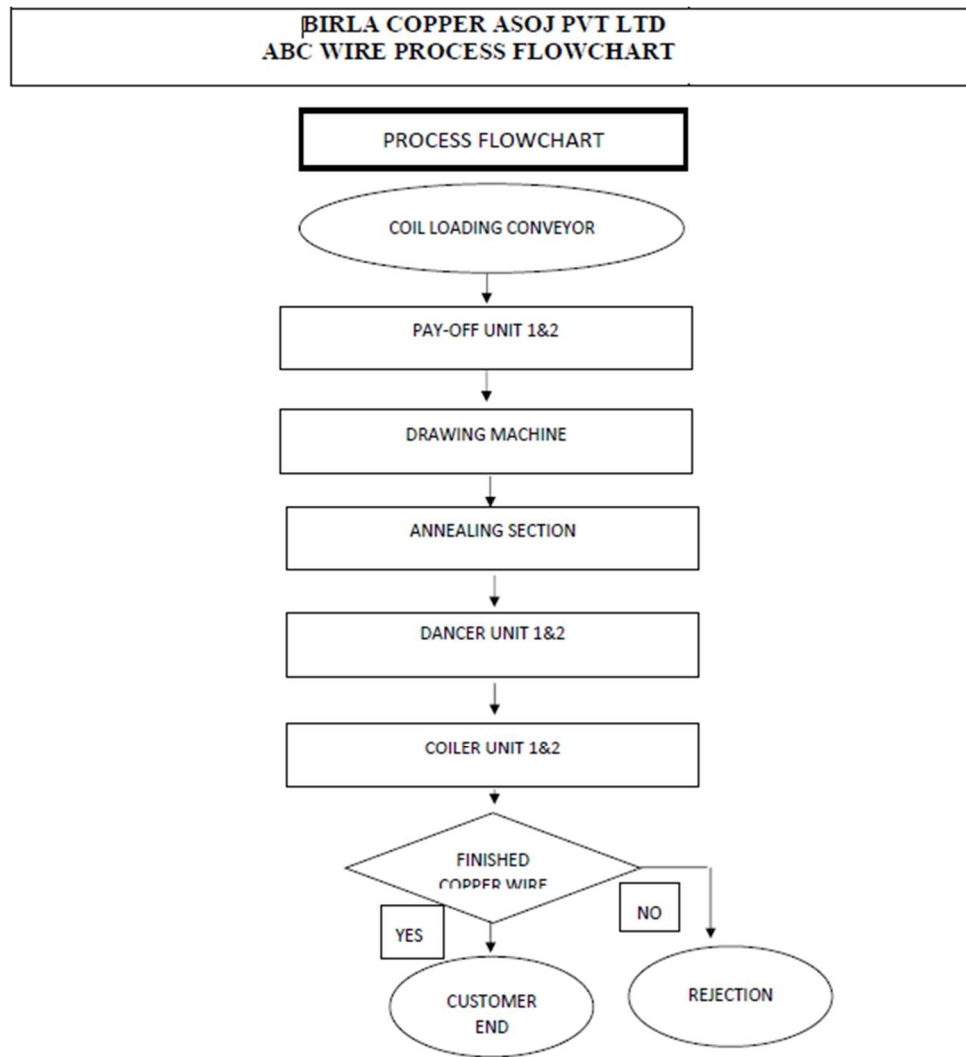 BIRLA COPPER ASOJ PVT LTD
ABC WIRE PROCESS FLOWCHART
PROCESS FLOWCHART
COIL LOADING CONVEYOR
PAY-OFF UNIT 1&2
DRAWING MACHINE
ANNEALING SECTION
DANCER UNIT 1&2
COILER UNIT 1&2
FINISHED
COPPER WIRE
NO
YES
CUSTOMER
END
REJECTION